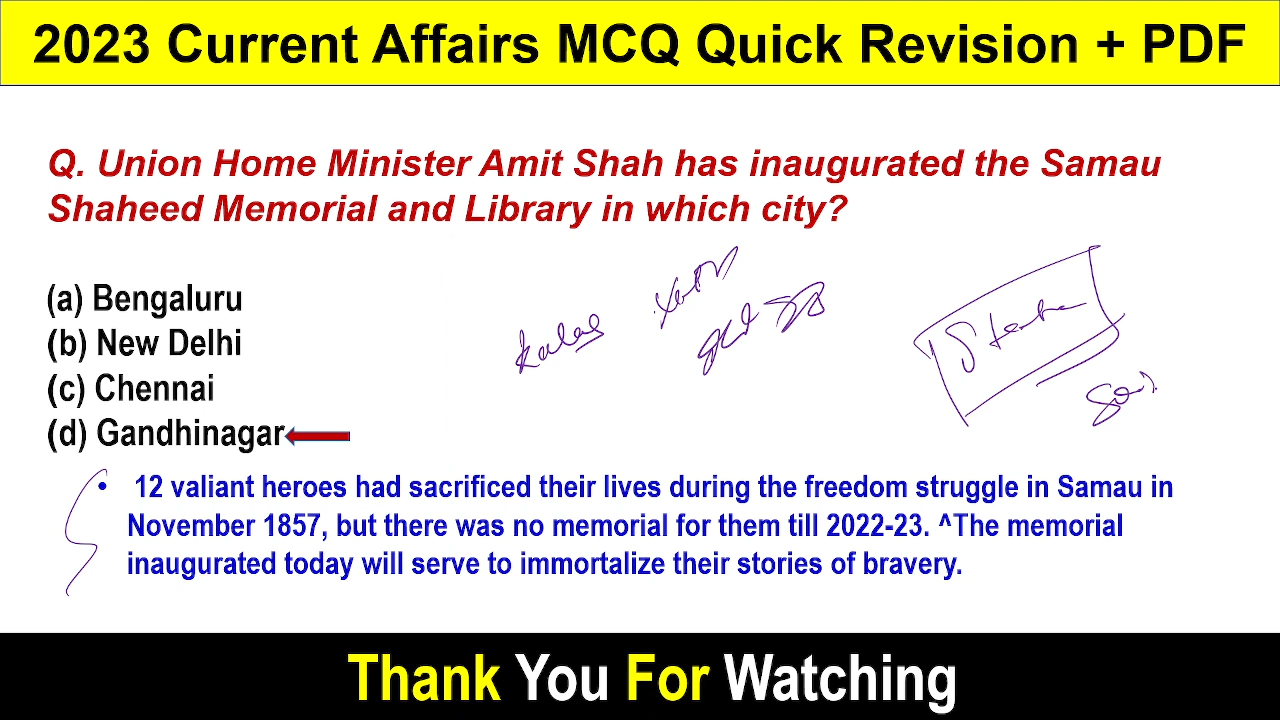 2023 Current Affairs MCQ Quick Revision + PDF
Q. Union Home Minister Amit Shah has inaugurated the Samau
Shaheed Memorial and Library in which city?
(a) Bengaluru
(b) New Delhi
(c) Chennai
(d) Gandhinagar
• 12 valiant heroes had sacrificed their lives during the freedom struggle in Samau in
November 1857, but there was no memorial for them till 2022-23. ^The memorial
inaugurated today will serve to immortalize their stories of bravery.
Thank You For Watching